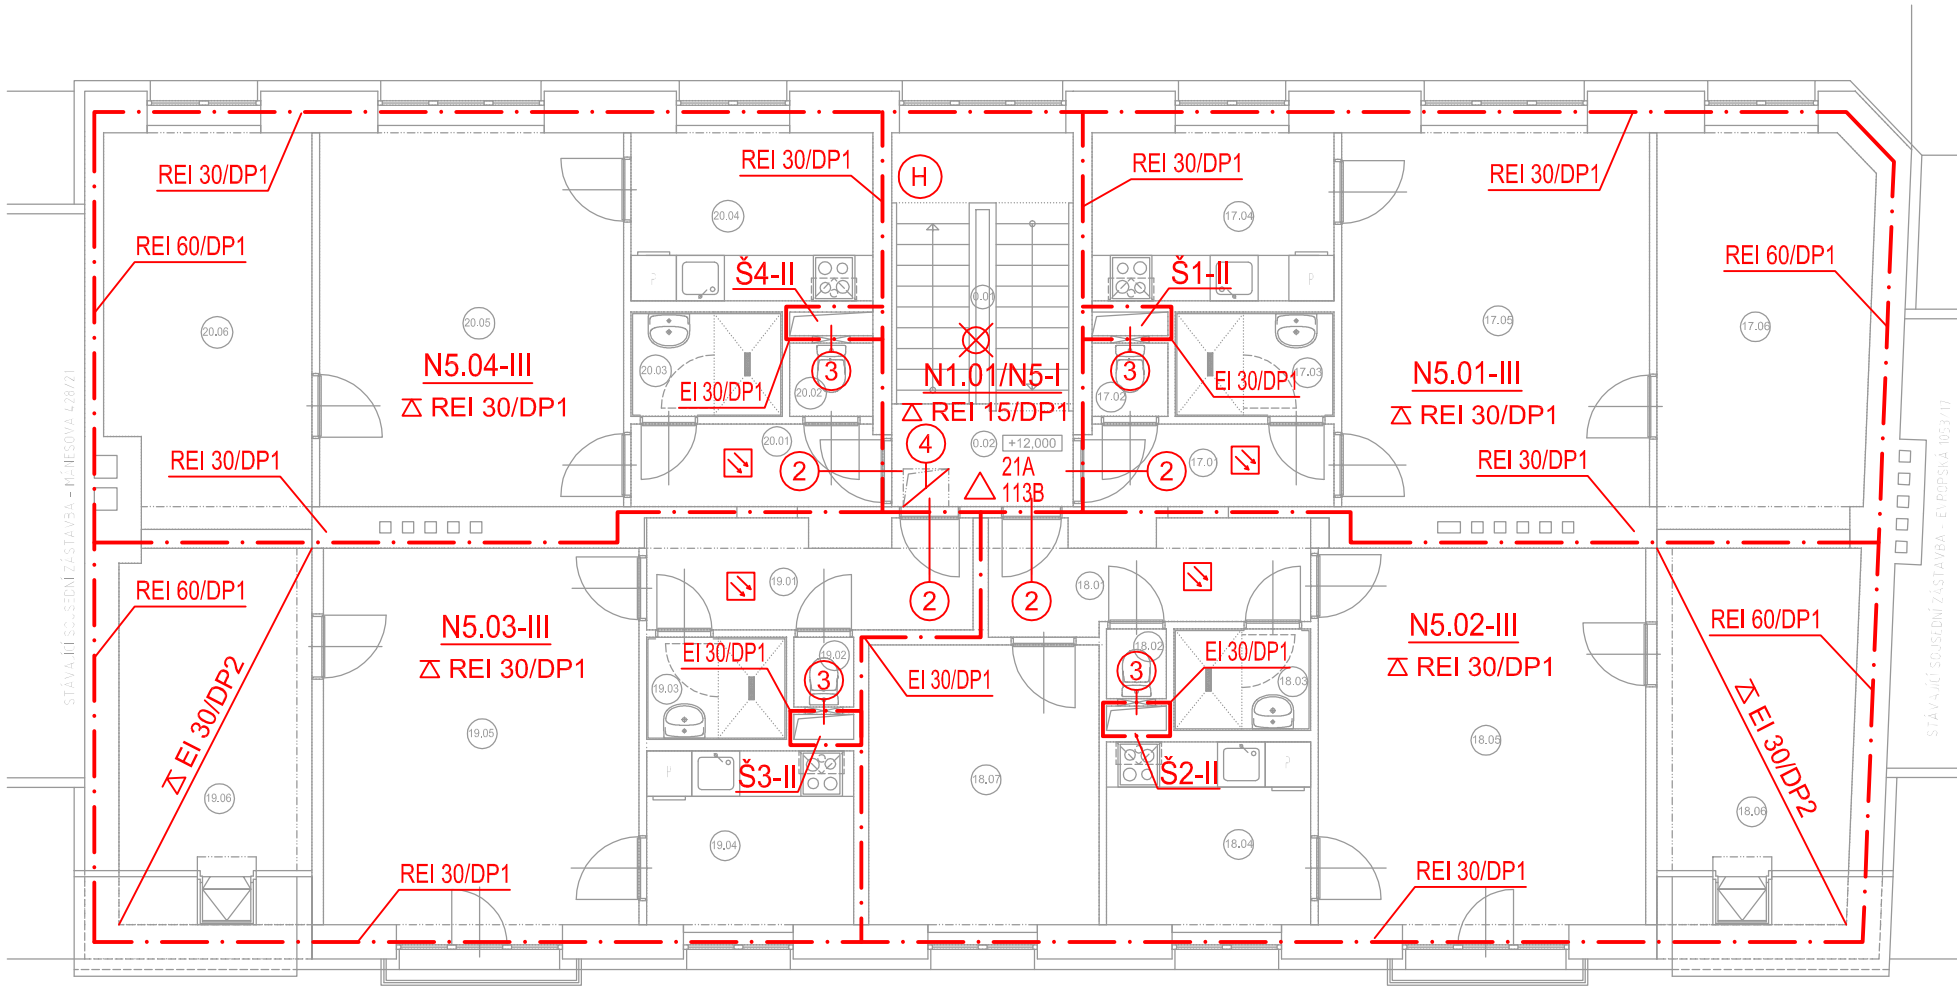 REI 30/DP1
REI 30/DP1
H
REI 30/DP1
REI 30/DP1
20.04
17.04
REI 60/DP1
REI 60/DP1
Š4-II
P
Š1-II
P
0.01
20.06
20.05
17.05
17.06
20.03
3
20.02
3
17.02
17.03
N5.04-III
REI 30/DP1
EI 30/DP1
N1.01/N5-I
REI 15/DP1
EI 30/DP1
N5.01-III
REI 30/DP1
20.01
4
0.02
+12,000
17.01
REI 30/DP1
2
21A
113B
2
REI 30/DP1
REI 60/DP1
19.01
2
2
18.01
REI 60/DP1
N5.03-III
REI 30/DP1
EI 30/DP1
19.02
19.03
3
EI 30/DP1
18.02
3
EI 30/DP1
18.03
N5.02-III
REI 30/DP1
EI 30/DP2
EI 30/DP2
19.05
18.05
P
Š3-II
18.07
Š2-II
P
19.06
18.06
19.04
18.04
REI 30/DP1
REI 30/DP1